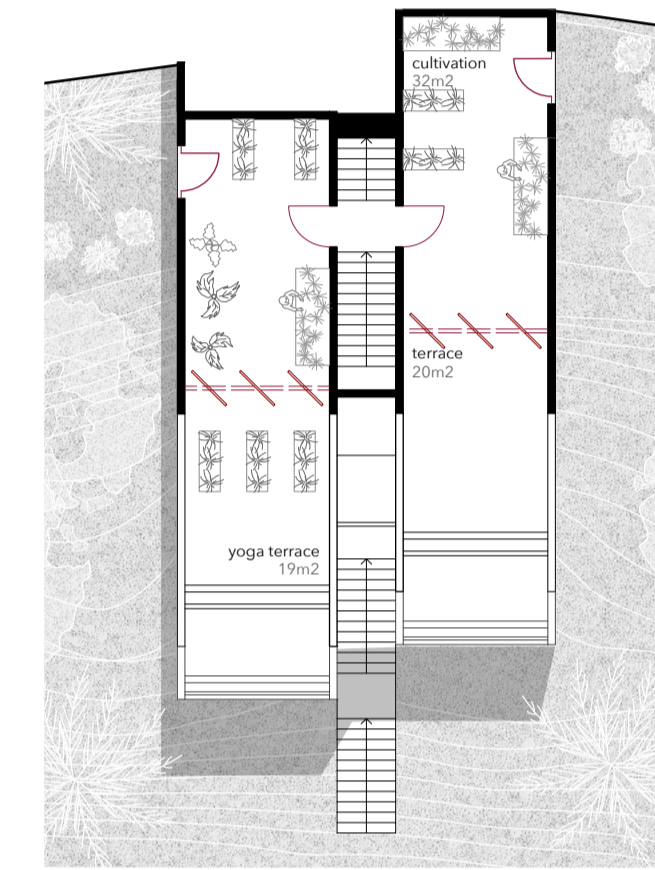 cultivation
32m2
terrace
20m2
yoga terrace
19m2